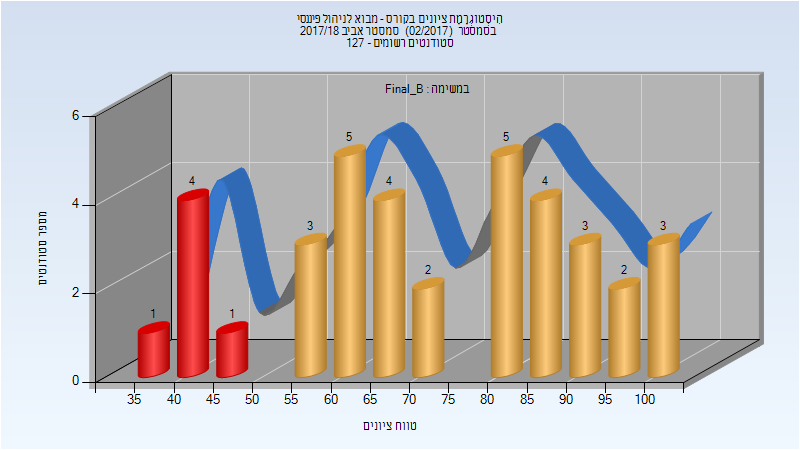 היסטוגרמת ציונים בקורס - מבוא לניהול פיננסי
בסמסטר (02/2017) סמסטר אביב 2017/18
סטודנטים רשומים - 127
במשימה : Final_B
מספר סטודנטים
6
4
2
0
1
4
1
3
5
4
2
5
4
3
2
3
35 40 45 50 55 60 65 70 75 80 85 90 95 100
טווח ציונים